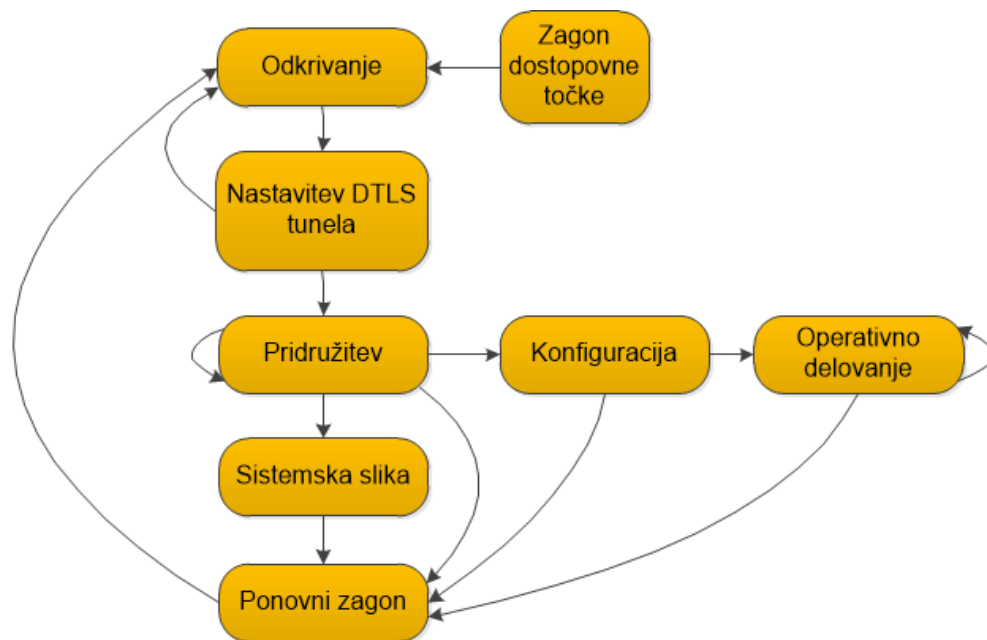 Odkrivanje
Zagon
dostopovne
točke
Nastavitev DTLS
tunela
Pridružitev
Konfiguracija
Operativno
delovanje
Sistemska slika
Ponovni zagon